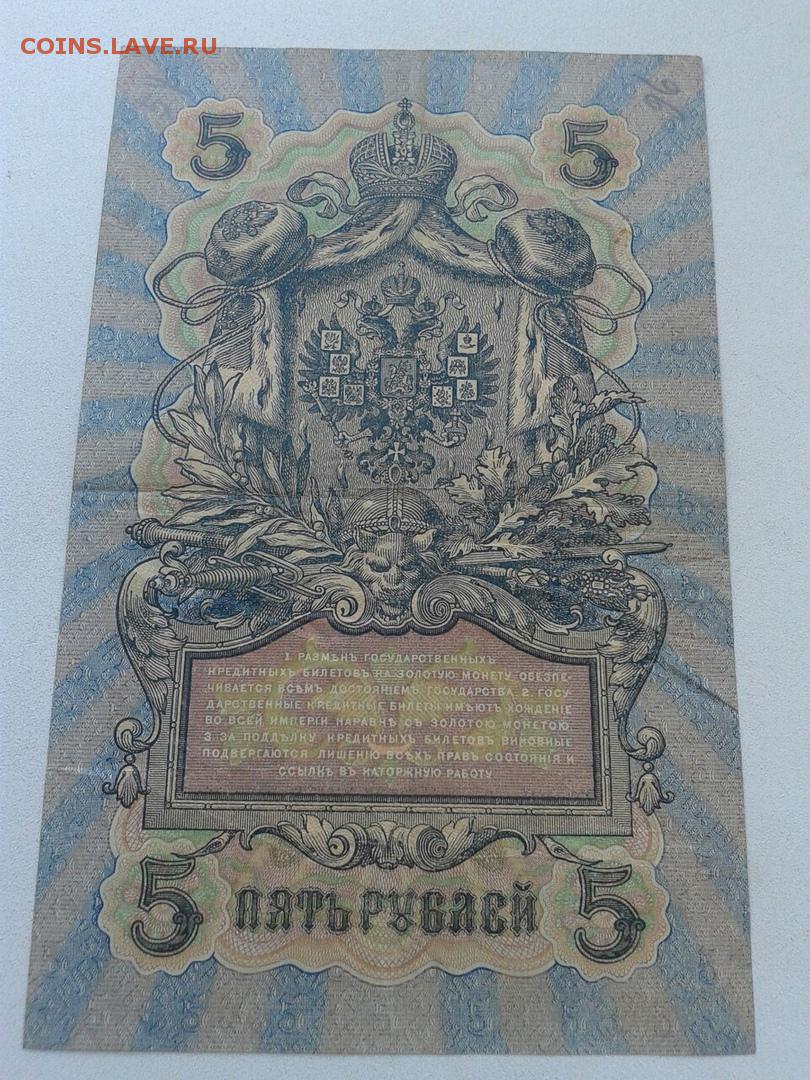 COINS.LAVE.RU
96
5 5
1. РАЗМѢНЪ ГОСУДАРСТВЕННЫХЪ
КРЕДИТНЫХЪ БИЛЕТОВЪ НА ЗОЛОТУЮ МОНЕТУ ОБЕЗПЕ-
ЧИВАЕТСЯ ВСѢМЪ ДОСТОЯНІЕМЪ ГОСУДАРСТВА. 2. ГОСУ-
ДАРСТВЕННЫЕ КРЕДИТНЫЕ БИЛЕТЫ ИМѢЮТЪ ХОЖДЕНІЕ
ВО ВСЕЙ ИМПЕРІИ НАРАВНѢ СЪ ЗОЛОТОЮ МОНЕТОЮ.
3. ЗА ПОДДѢЛКУ КРЕДИТНЫХЪ БИЛЕТОВЪ ВИНОВНЫЕ
ПОДВЕРГАЮТСЯ ЛИШЕНІЮ ВСѢХЪ ПРАВЪ СОСТОЯНІЯ И
ССЫЛКѢ ВЪ КАТОРЖНУЮ РАБОТУ
5 ПЯТЬ РУБЛЕЙ 5